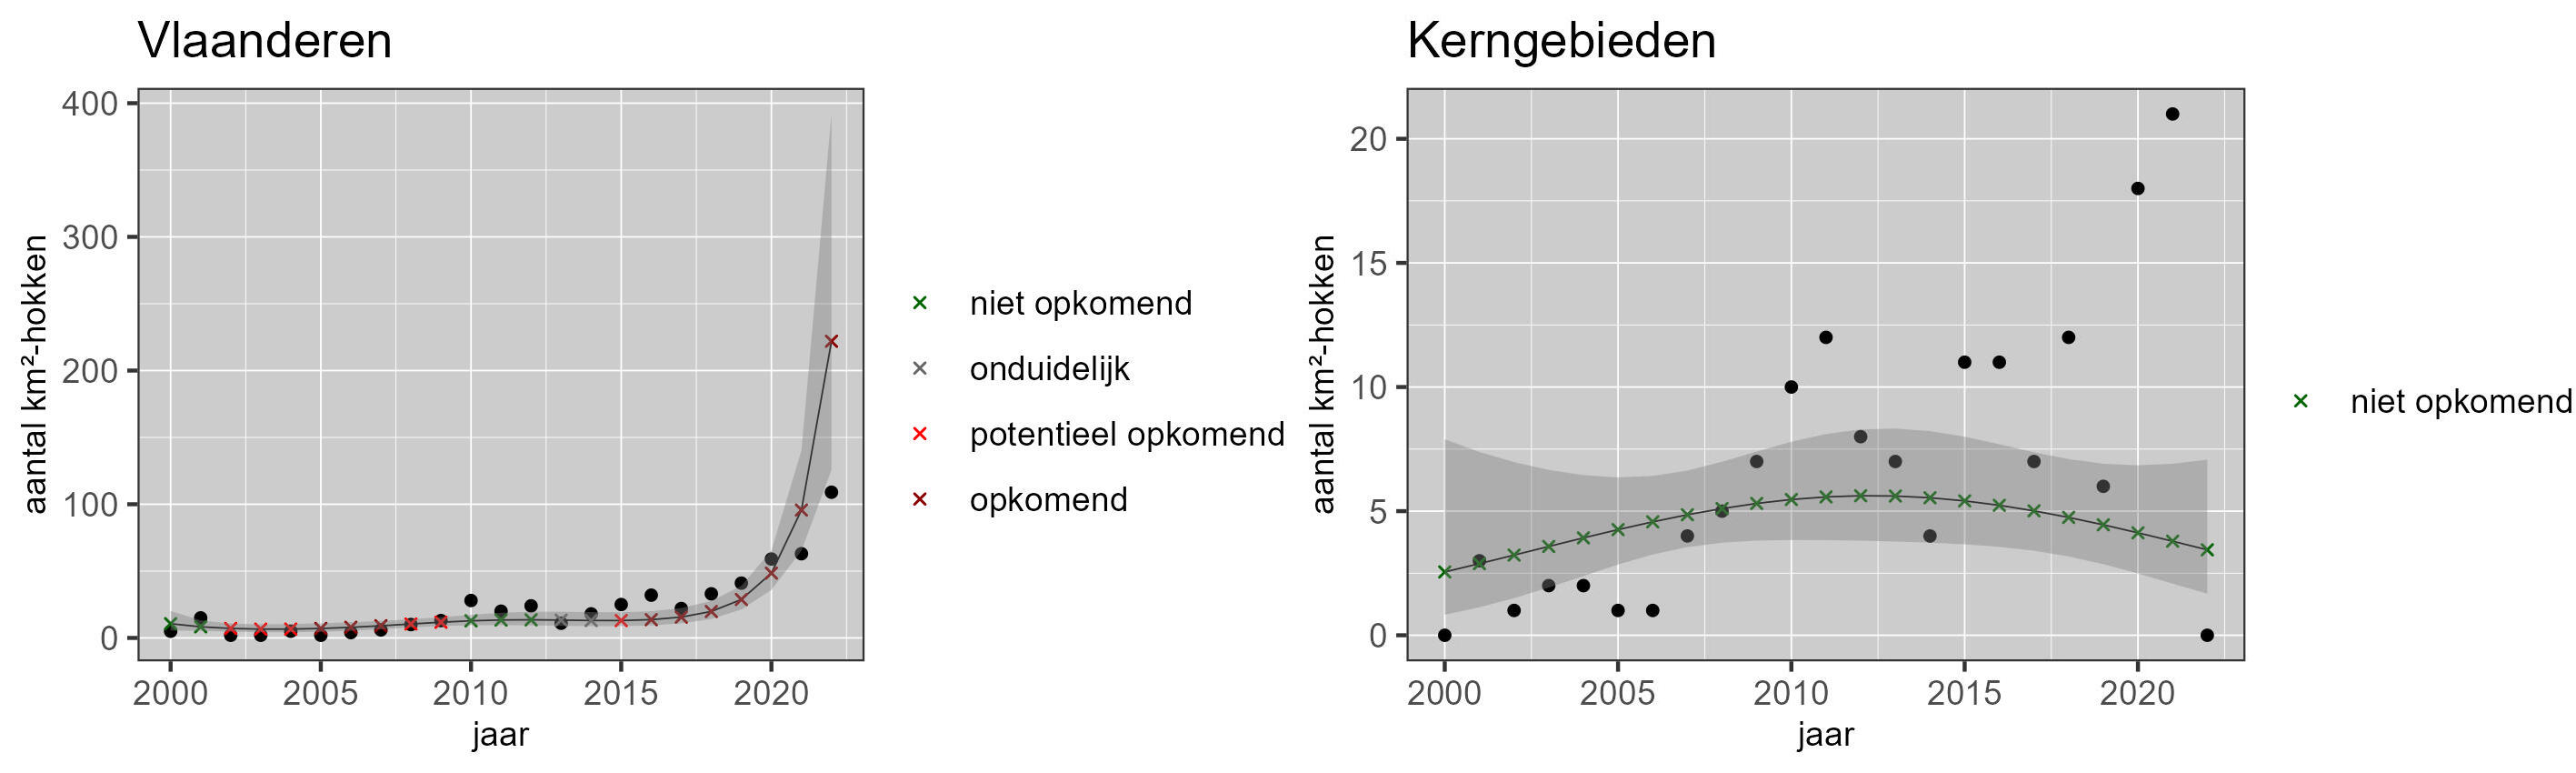 Vlaanderen
400
300
200
100
0
aantal km²-hokken
2000 2005 2010 2015 2020
jaar
niet opkomend
onduidelijk
potentieel opkomend
opkomend
Kerngebieden
20
15
10
5
0
aantal km²-hokken
2000 2005 2010 2015 2020
jaar
niet opkomend